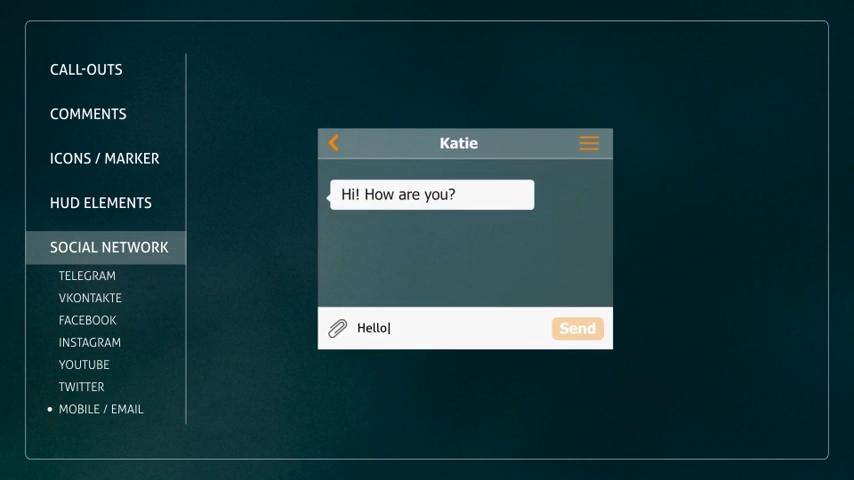 CALL-OUTS
COMMENTS
ICONS / MARKER
HUD ELEMENTS
SOCIAL NETWORK
TELEGRAM
VKONTAKTE
FACEBOOK
INSTAGRAM
YOUTUBE
TWITTER
MOBILE / EMAIL
Katie
Hi! How are you?
Hello
Send